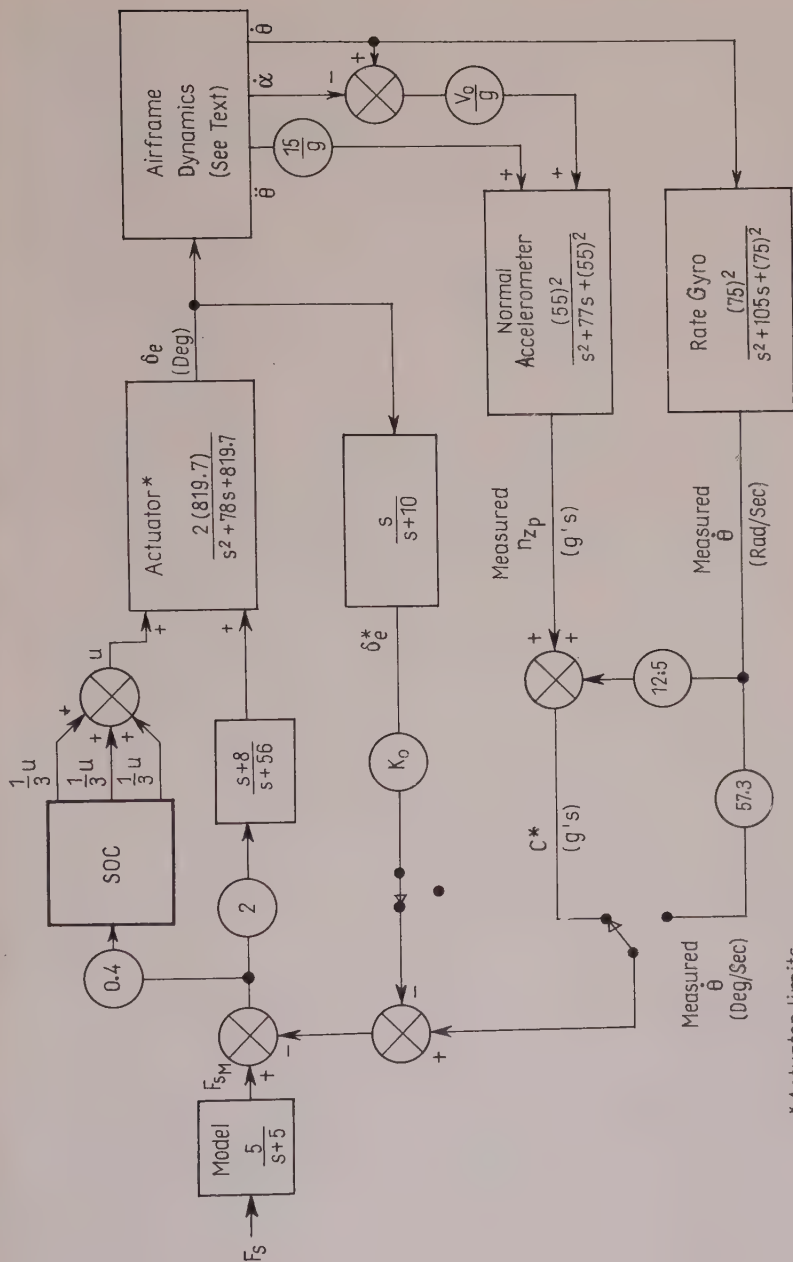 Fs
Model
5
s+5
FsM
+
-
0.4
SOC
1/3 u
1/3 u
1/3 u
+
+
+
u
2
s+8
s+56
+
+
Actuator*
2(819.7)
s²+78s+819.7
δe
(Deg)
Airframe
Dynamics
(See Text)
θ̈
α̇
θ̇
15
g
-
+
V₀
g
+
+
s
s+10
δe*
K₀
-
+
Normal
Accelerometer
(55)²
s²+77s+(55)²
Measured
nzp
(g's)
+
+
C*
(g's)
12·5
Rate Gyro
(75)²
s²+105s+(75)²
Measured
θ̇
(Rad/Sec)
57·3
Measured
θ̇
(Deg/Sec)
*Actuator limits